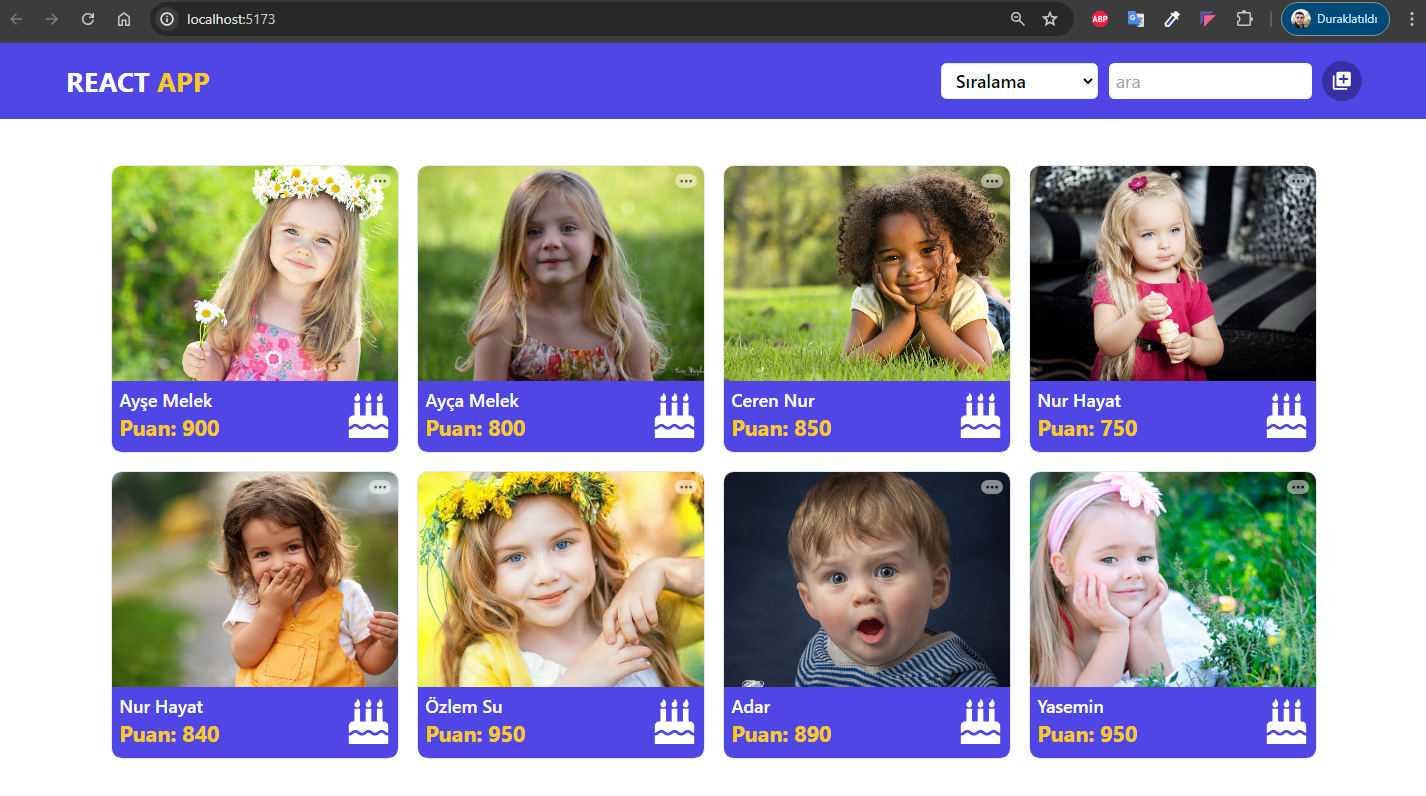 localhost:5173
ABP
Duraklatıldı
REACT APP
Sıralama
ara
Ayşe Melek
Puan: 900
Ayça Melek
Puan: 800
Ceren Nur
Puan: 850
Nur Hayat
Puan: 750
Nur Hayat
Puan: 840
Özlem Su
Puan: 950
Adar
Puan: 890
Yasemin
Puan: 950